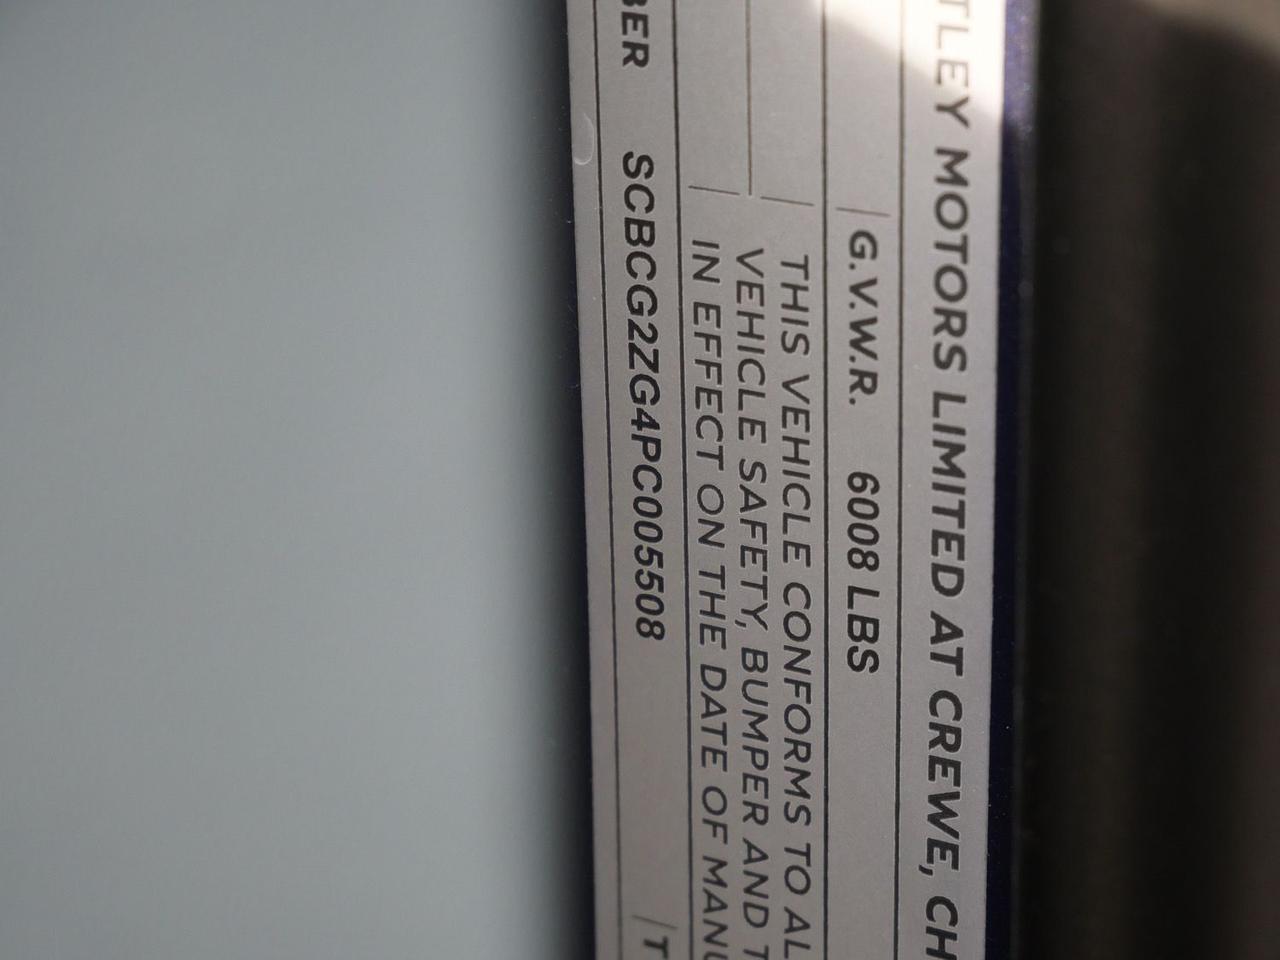 TLEY MOTORS LIMITED AT CREWE, CH
G.V.W.R. 6008 LBS
THIS VEHICLE CONFORMS TO AL
VEHICLE SAFETY, BUMPER AND T
IN EFFECT ON THE DATE OF MANU
BER SCBCG2ZG4PC005508 T